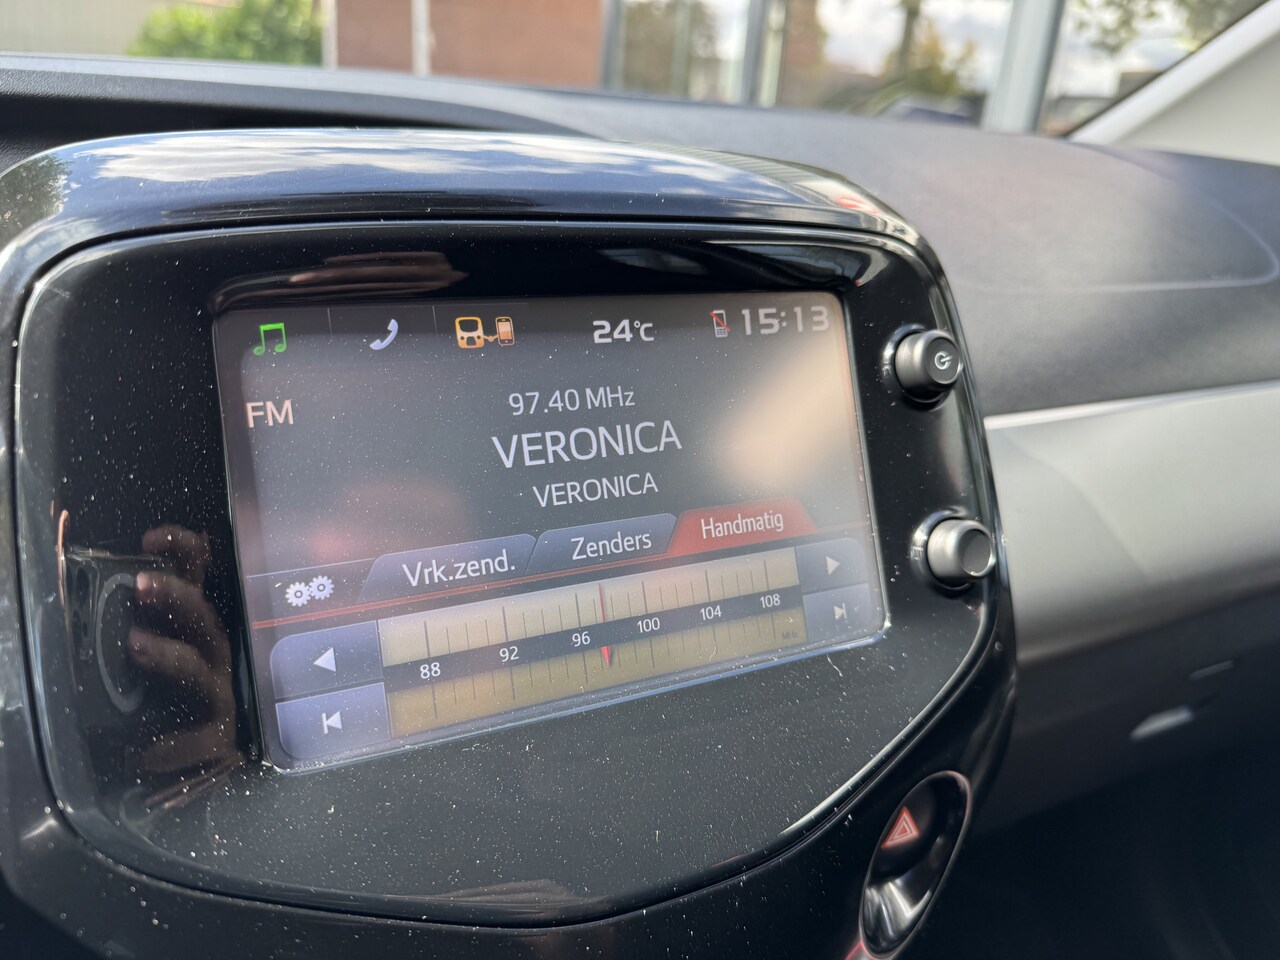 24°C
15:13
FM
97.40 MHz
VERONICA
VERONICA
Vrk.zend.
Zenders
Handmatig
88 92 96 100 104 108
MHz